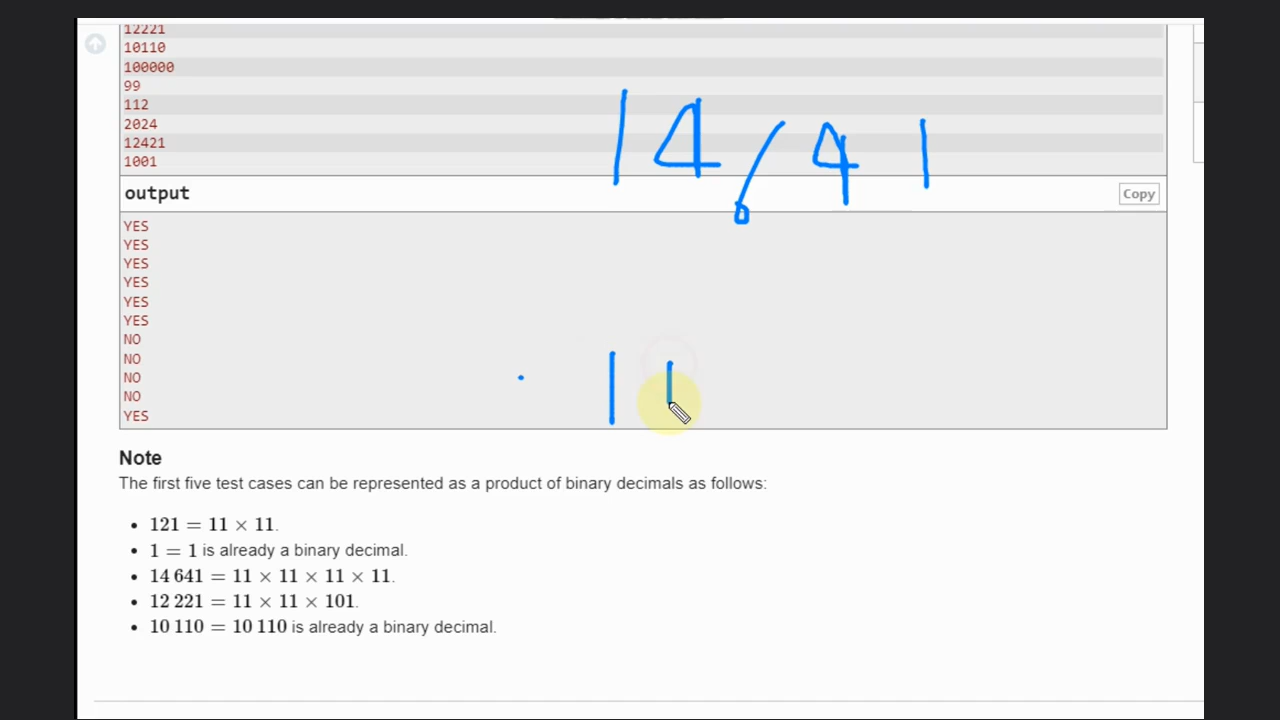 12221
10110
100000
99
112
2024
12421
1001
14641
output
Copy
YES
YES
YES
YES
YES
YES
NO
NO
NO
NO
YES
11
Note
The first five test cases can be represented as a product of binary decimals as follows:
• 121 = 11 × 11.
• 1 = 1 is already a binary decimal.
• 14 641 = 11 × 11 × 11 × 11.
• 12 221 = 11 × 11 × 101.
• 10 110 = 10 110 is already a binary decimal.